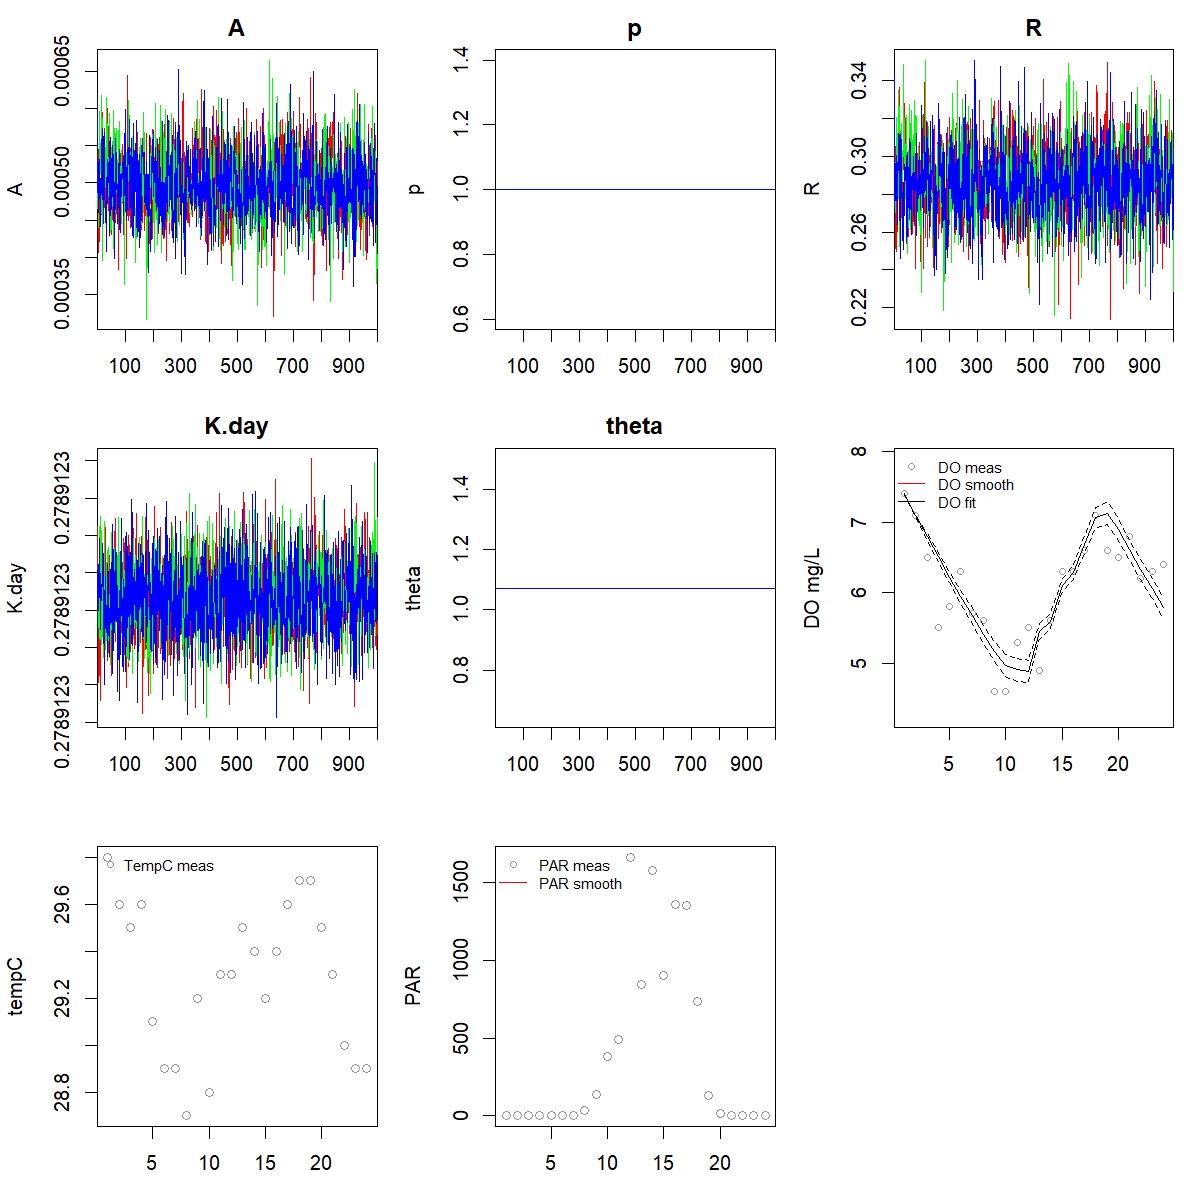 A
p
R
A
0.00035
0.00050
0.00065
100 300 500 700 900
p
0.6
0.8
1.0
1.2
1.4
100 300 500 700 900
R
0.22
0.26
0.30
0.34
100 300 500 700 900
K.day
theta
K.day
0.2789123
0.2789123
0.2789123
100 300 500 700 900
theta
0.8
1.0
1.2
1.4
100 300 500 700 900
DO mg/L
5
6
7
8
DO meas
DO smooth
DO fit
5 10 15 20
tempC
28.8
29.2
29.6
TempC meas
5 10 15 20
PAR
0
500
1000
1500
PAR meas
PAR smooth
5 10 15 20